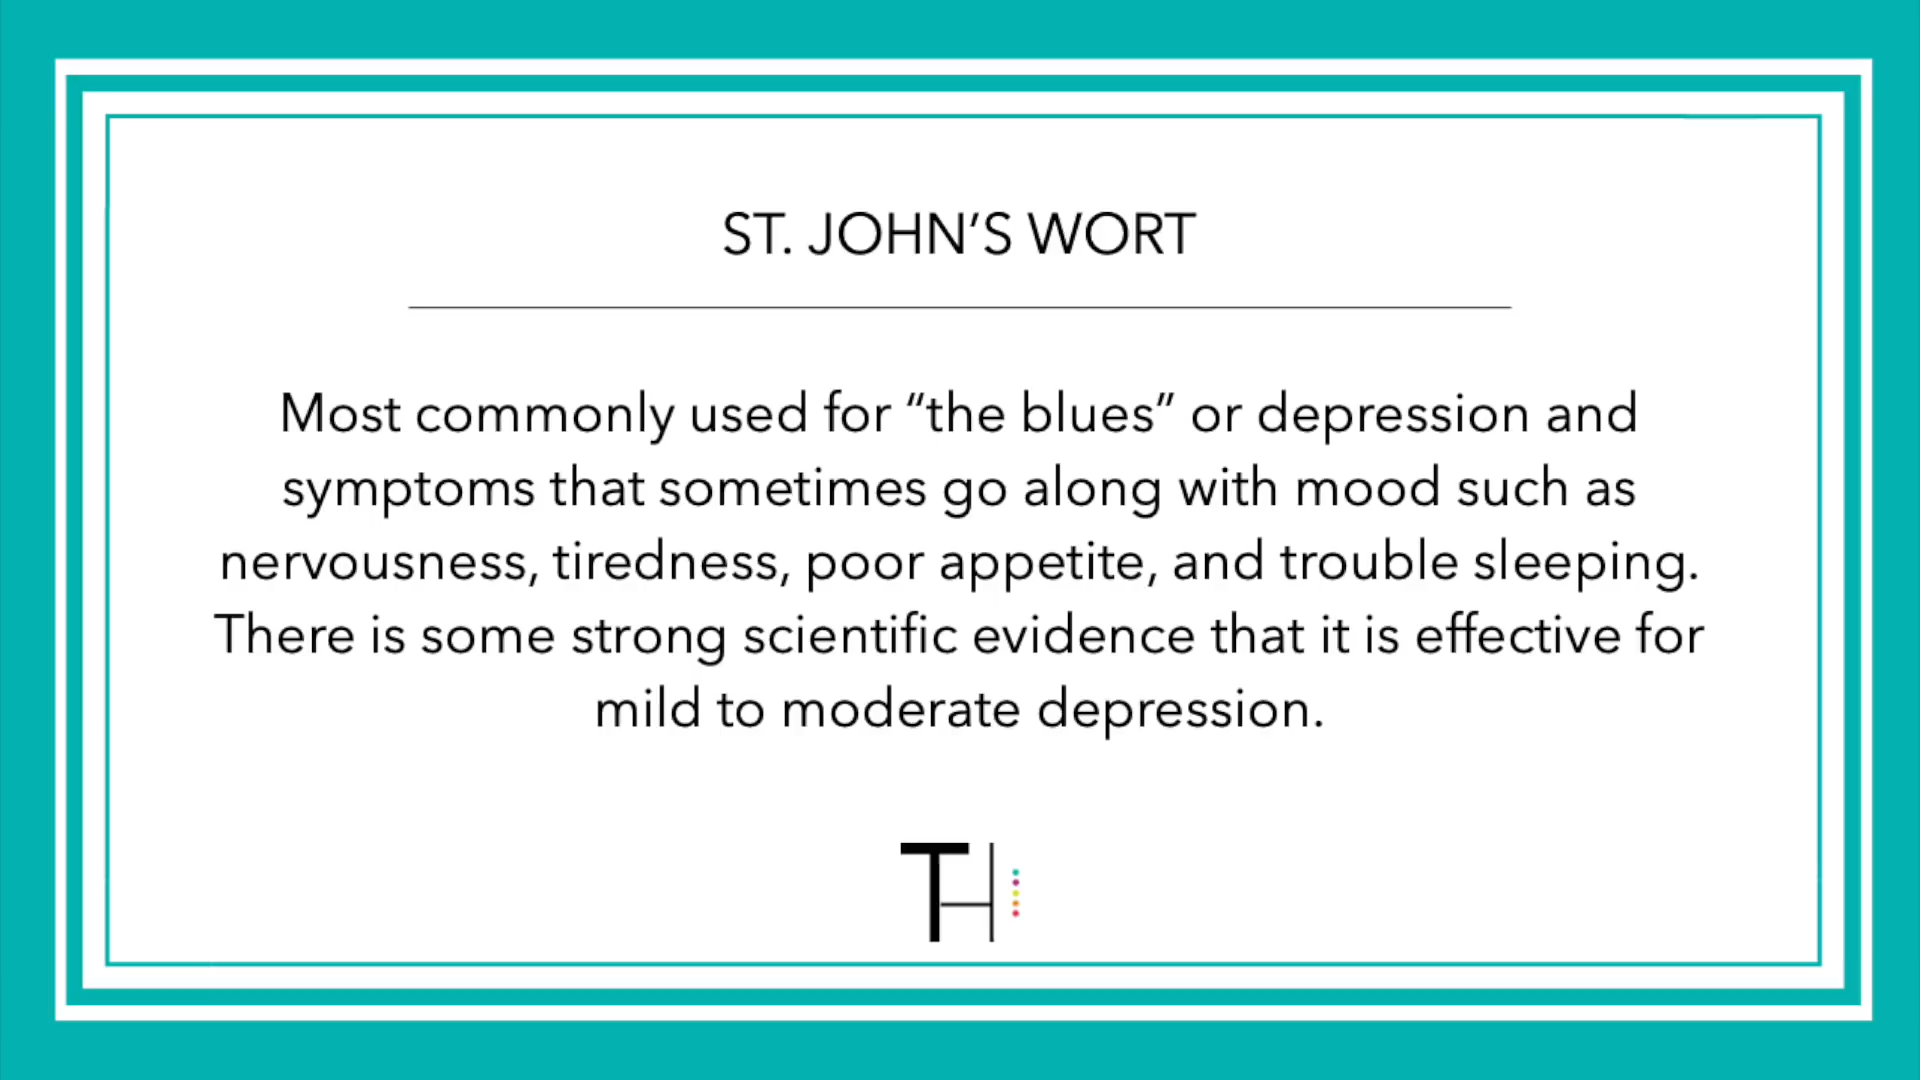 ST. JOHN’S WORT
Most commonly used for “the blues” or depression and
symptoms that sometimes go along with mood such as
nervousness, tiredness, poor appetite, and trouble sleeping.
There is some strong scientific evidence that it is effective for
mild to moderate depression.
TH